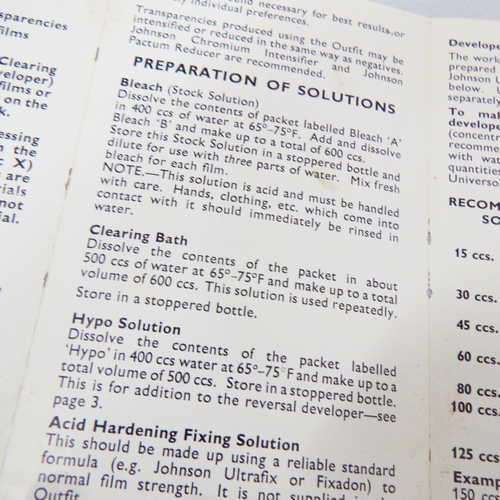 sparencies
films
Clearing
veloper)
films or
on the
k.
essing
n the
c X)
are
rials
not
ial.
and necessary for best results, or
individual preferences.
Transparencies produced using the Outfit may be
intensified or reduced in the same way as negatives.
Johnson Chromium Intensifier and Johnson
Pactum Reducer are recommended.
PREPARATION OF SOLUTIONS
Bleach (Stock Solution)
Dissolve the contents of packet labelled Bleach 'A'
in 400 ccs of water at 65°-75°F. Add and dissolve
Bleach 'B' and make up to a total of 600 ccs.
Store this Stock Solution in a stoppered bottle and
dilute for use with three parts of water. Mix fresh
bleach for each film.
NOTE.—This solution is acid and must be handled
with care. Hands, clothing, etc. which come into
contact with it should immediately be rinsed in
water.
Clearing Bath
Dissolve the contents of the packet in about
500 ccs of water at 65°-75°F and make up to a total
volume of 600 ccs. This solution is used repeatedly.
Store in a stoppered bottle.
Hypo Solution
Dissolve the contents of the packet labelled
'Hypo' in 400 ccs water at 65°-75°F and make up to a
total volume of 500 ccs. Store in a stoppered bottle.
This is for addition to the reversal developer—see
page 3.
Acid Hardening Fixing Solution
This should be made up using a reliable standard
formula (e.g. Johnson Ultrafix or Fixadon) to
normal film strength. It is not supplied
Outfit
Develop
The work
prepared
Johnson U
below. U
separately
To mak
develop
(concentr
recomme
with wat
quantities
Universo
RECOM
SO
15 ccs.
30 ccs.
45 ccs.
60 ccs.
80 ccs.
100 ccs.
125 ccs
Examp
150 ccs